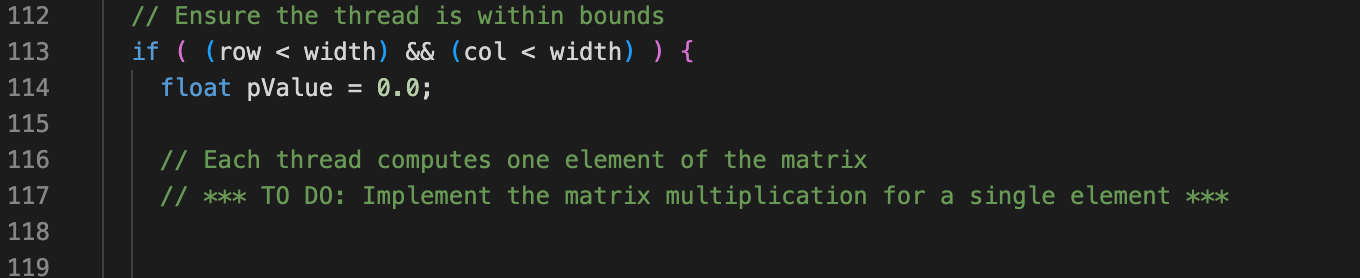 112 // Ensure the thread is within bounds
113 if ( (row < width) && (col < width) ) {
114 float pValue = 0.0;
115
116 // Each thread computes one element of the matrix
117 // *** TO DO: Implement the matrix multiplication for a single element ***
118
119